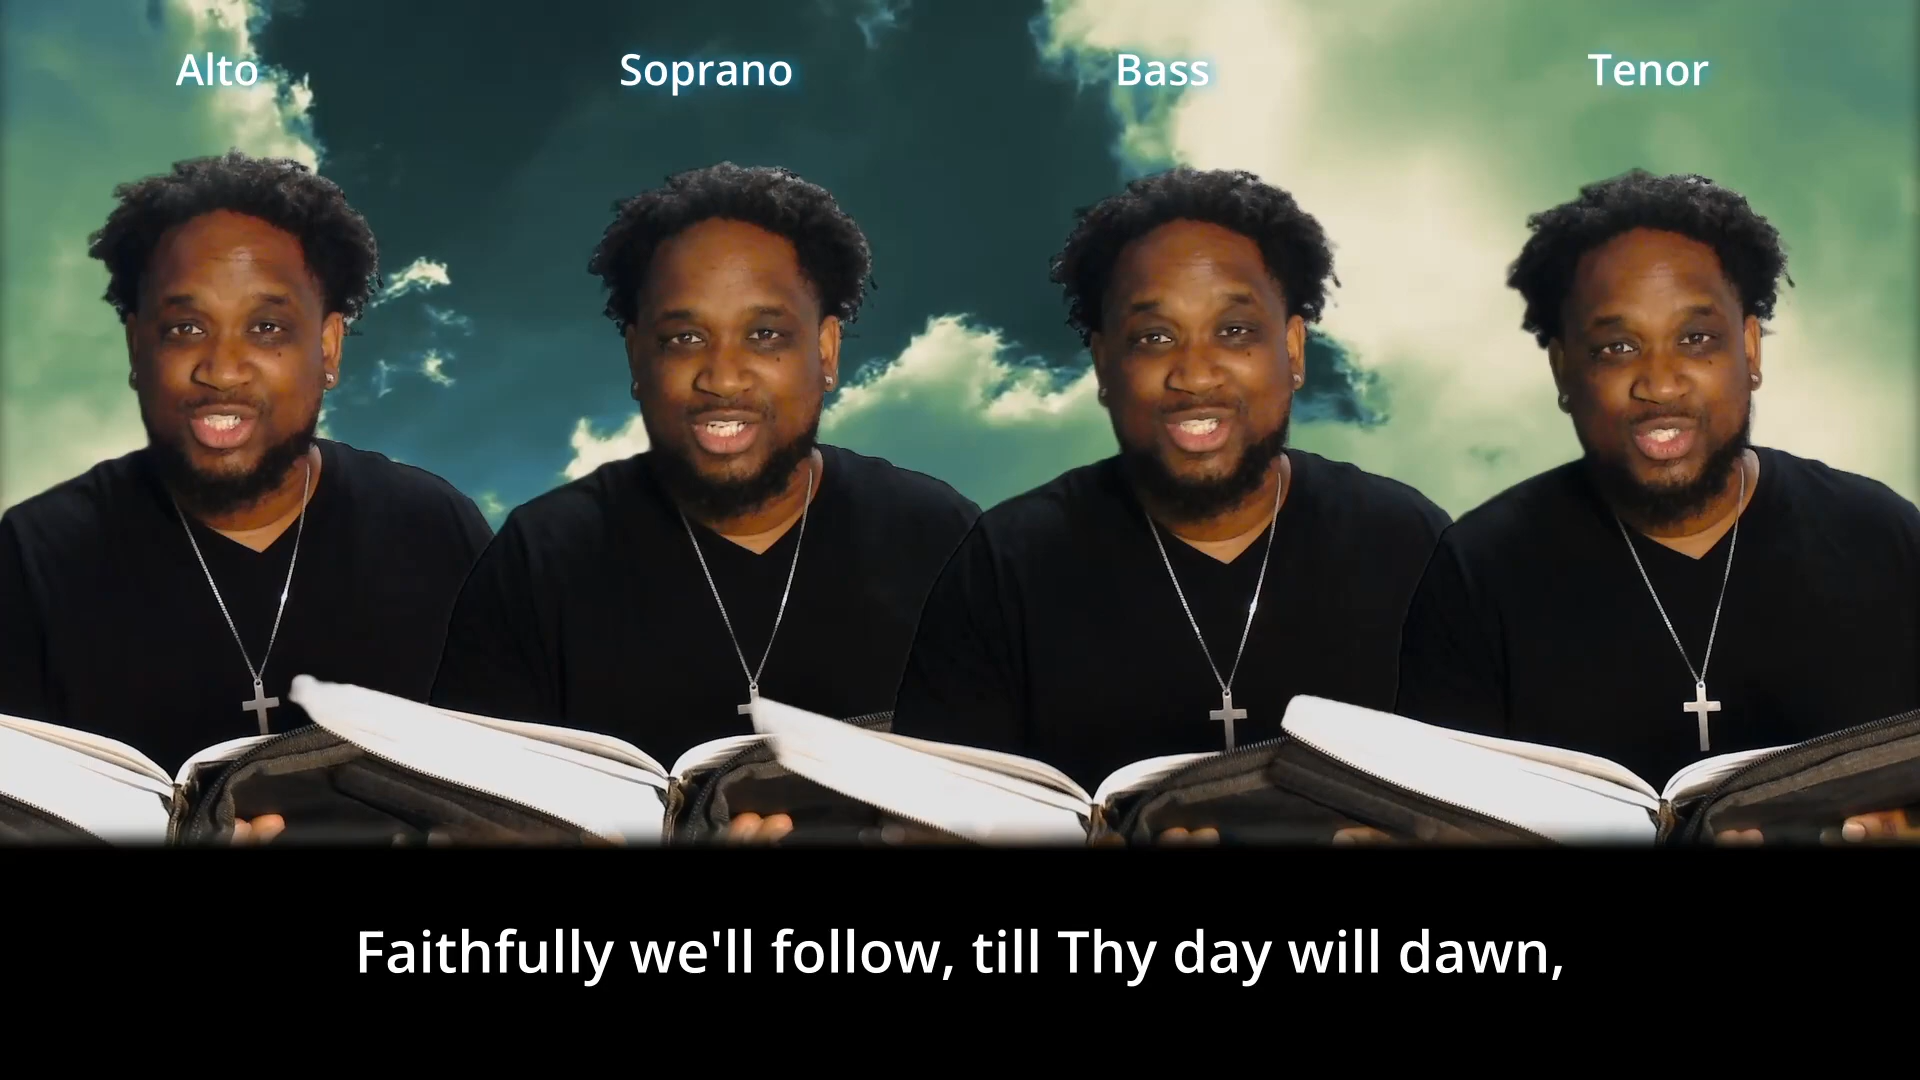 Alto
Soprano
Bass
Tenor
Faithfully we'll follow, till Thy day will dawn,